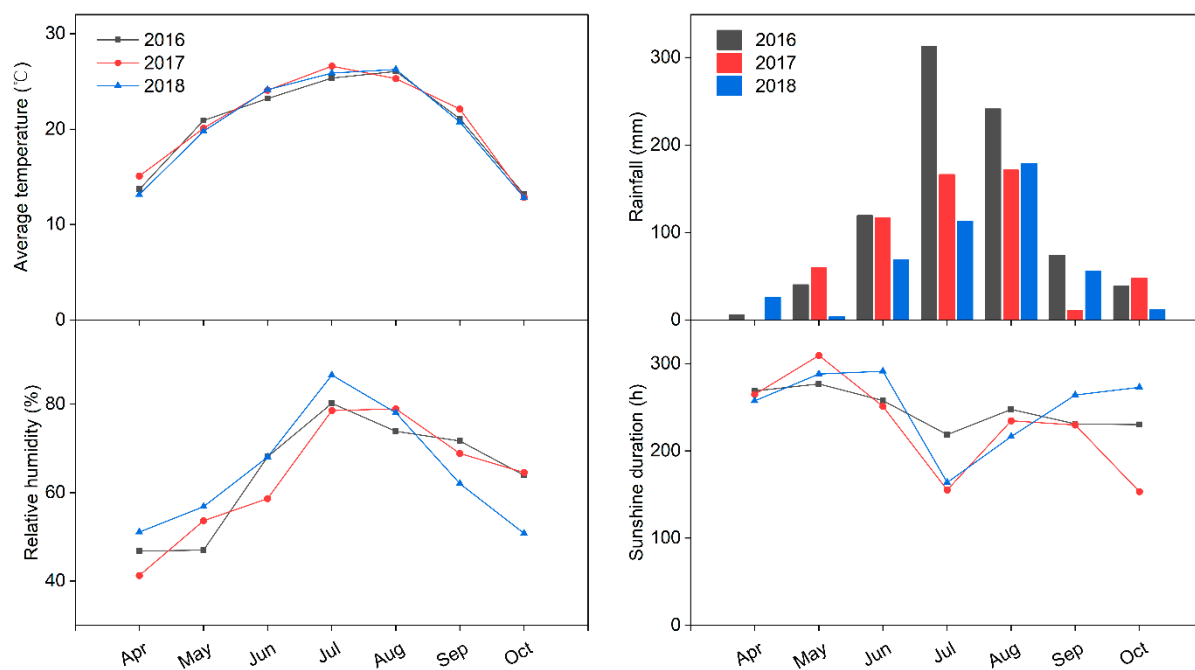 Average temperature (℃)
30
20
10
0
2016
2017
2018
Rainfall (mm)
300
200
100
0
2016
2017
2018
Relative humidity (%)
80
60
40
Apr
May
Jun
Jul
Aug
Sep
Oct
Sunshine duration (h)
300
200
100
0
Apr
May
Jun
Jul
Aug
Sep
Oct